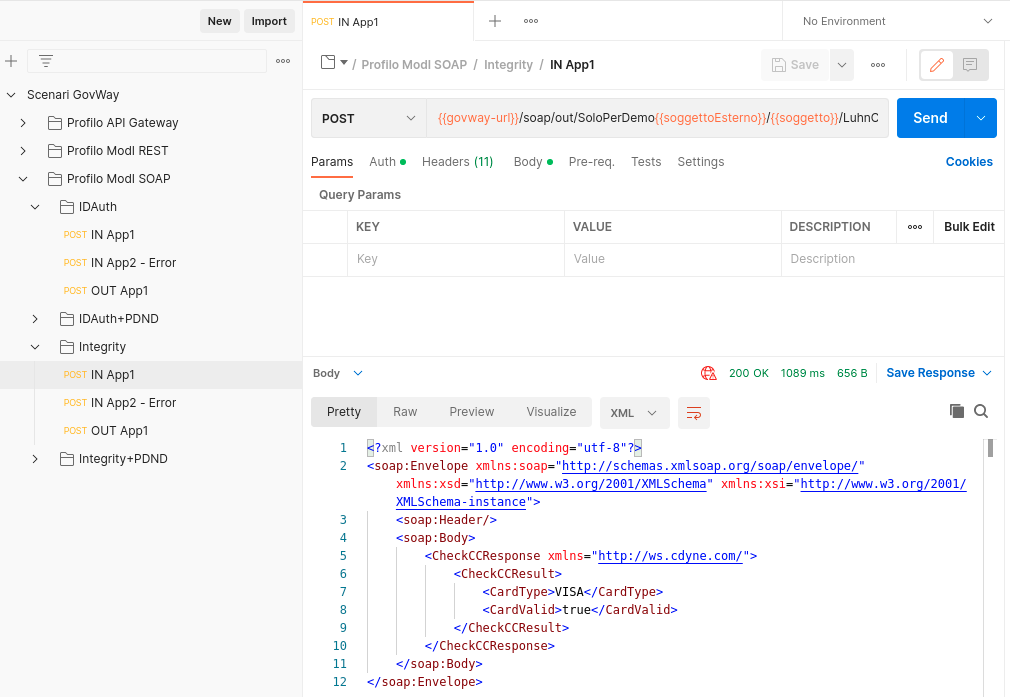 New
Import
POST IN App1
No Environment
Scenari GovWay
Profilo API Gateway
Profilo ModI REST
Profilo ModI SOAP
IDAuth
POST IN App1
POST IN App2 - Error
POST OUT App1
IDAuth+PDND
Integrity
POST IN App1
POST IN App2 - Error
POST OUT App1
Integrity+PDND
/ Profilo ModI SOAP / Integrity / IN App1
Save
POST
{{govway-url}}/soap/out/SoloPerDemo{{soggettoEsterno}}/{{soggetto}}/LuhnC
Send
Params Auth Headers (11) Body Pre-req. Tests Settings
Cookies
Query Params
KEY VALUE DESCRIPTION Bulk Edit
Key Value Description
Body
200 OK 1089 ms 656 B Save Response
Pretty Raw Preview Visualize XML
1 <?xml version="1.0" encoding="utf-8"?>
2 <soap:Envelope xmlns:soap="http://schemas.xmlsoap.org/soap/envelope/"
xmlns:xsd="http://www.w3.org/2001/XMLSchema" xmlns:xsi="http://www.w3.org/2001/
XMLSchema-instance">
3 <soap:Header/>
4 <soap:Body>
5 <CheckCCResponse xmlns="http://ws.cdyne.com/">
6 <CheckCCResult>
7 <CardType>VISA</CardType>
8 <CardValid>true</CardValid>
9 </CheckCCResult>
10 </CheckCCResponse>
11 </soap:Body>
12 </soap:Envelope>